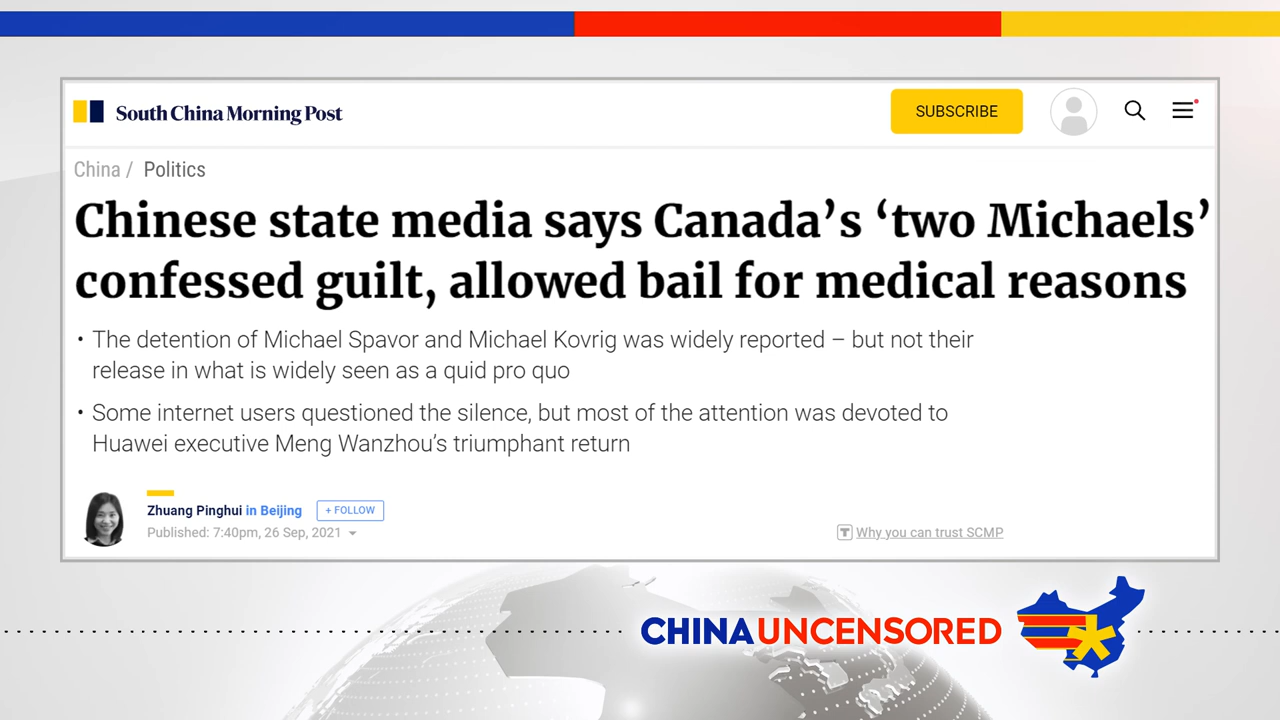 South China Morning Post
SUBSCRIBE
China / Politics
Chinese state media says Canada’s ‘two Michaels’
confessed guilt, allowed bail for medical reasons
• The detention of Michael Spavor and Michael Kovrig was widely reported – but not their
release in what is widely seen as a quid pro quo
• Some internet users questioned the silence, but most of the attention was devoted to
Huawei executive Meng Wanzhou’s triumphant return
Zhuang Pinghui in Beijing + FOLLOW
Published: 7:40pm, 26 Sep, 2021
T Why you can trust SCMP
CHINA UNCENSORED